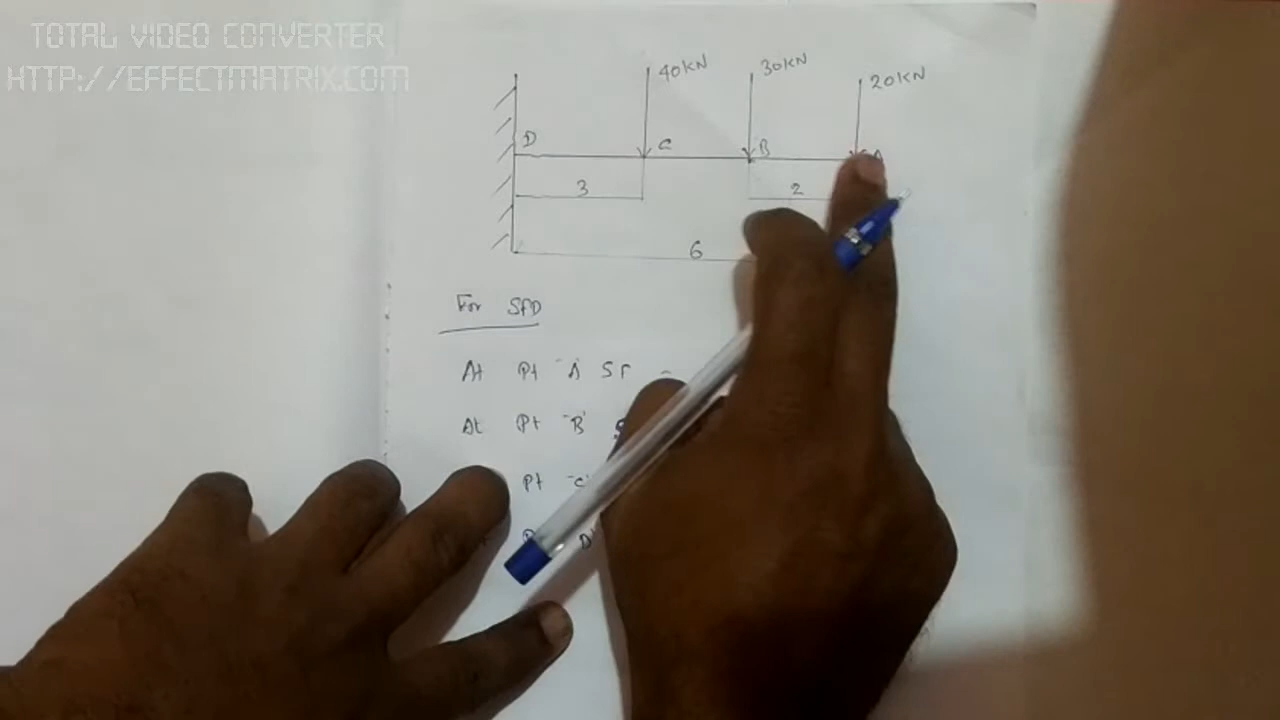 TOTAL VIDEO CONVERTER
HTTP://EFFECTMATRIX.COM
40KN 30KN 20KN
D C B A
3 2
6
For SFD
At Pt "A" SF
At Pt "B"
Pt "C"
D"